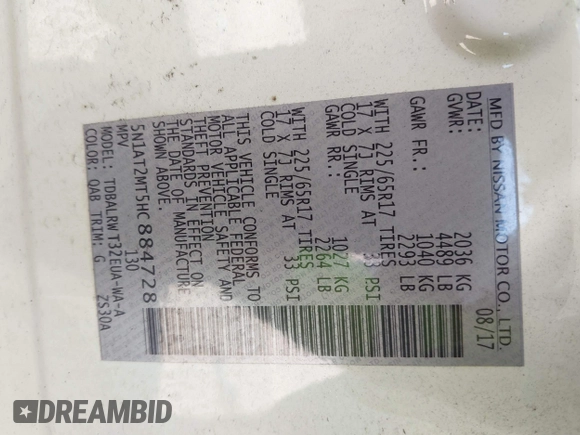 MFD BY NISSAN MOTOR CO., LTD. 08/17
GVWR: 2036 KG
4489 LB
GAWR FR: 1040 KG
2293 LB
WITH 225/65R17 TIRES
17 X 7J RIMS AT 33 PSI
COLD SINGLE
GAWR RR: 1027 KG
2264 LB
WITH 225/65R17 TIRES
17 X 7J RIMS AT 33 PSI
COLD SINGLE
THIS VEHICLE CONFORMS TO
ALL APPLICABLE FEDERAL
MOTOR VEHICLE SAFETY AND
THEFT PREVENTION
STANDARDS IN EFFECT ON
THE DATE OF MANUFACTURE
SHOWN ABOVE.
5N1AT2MT5HC884728
MPV 130
MODEL: TDBALRWT32EUA-WA-A
COLOR: QAB TRIM: G ZS30A
DREAMBID